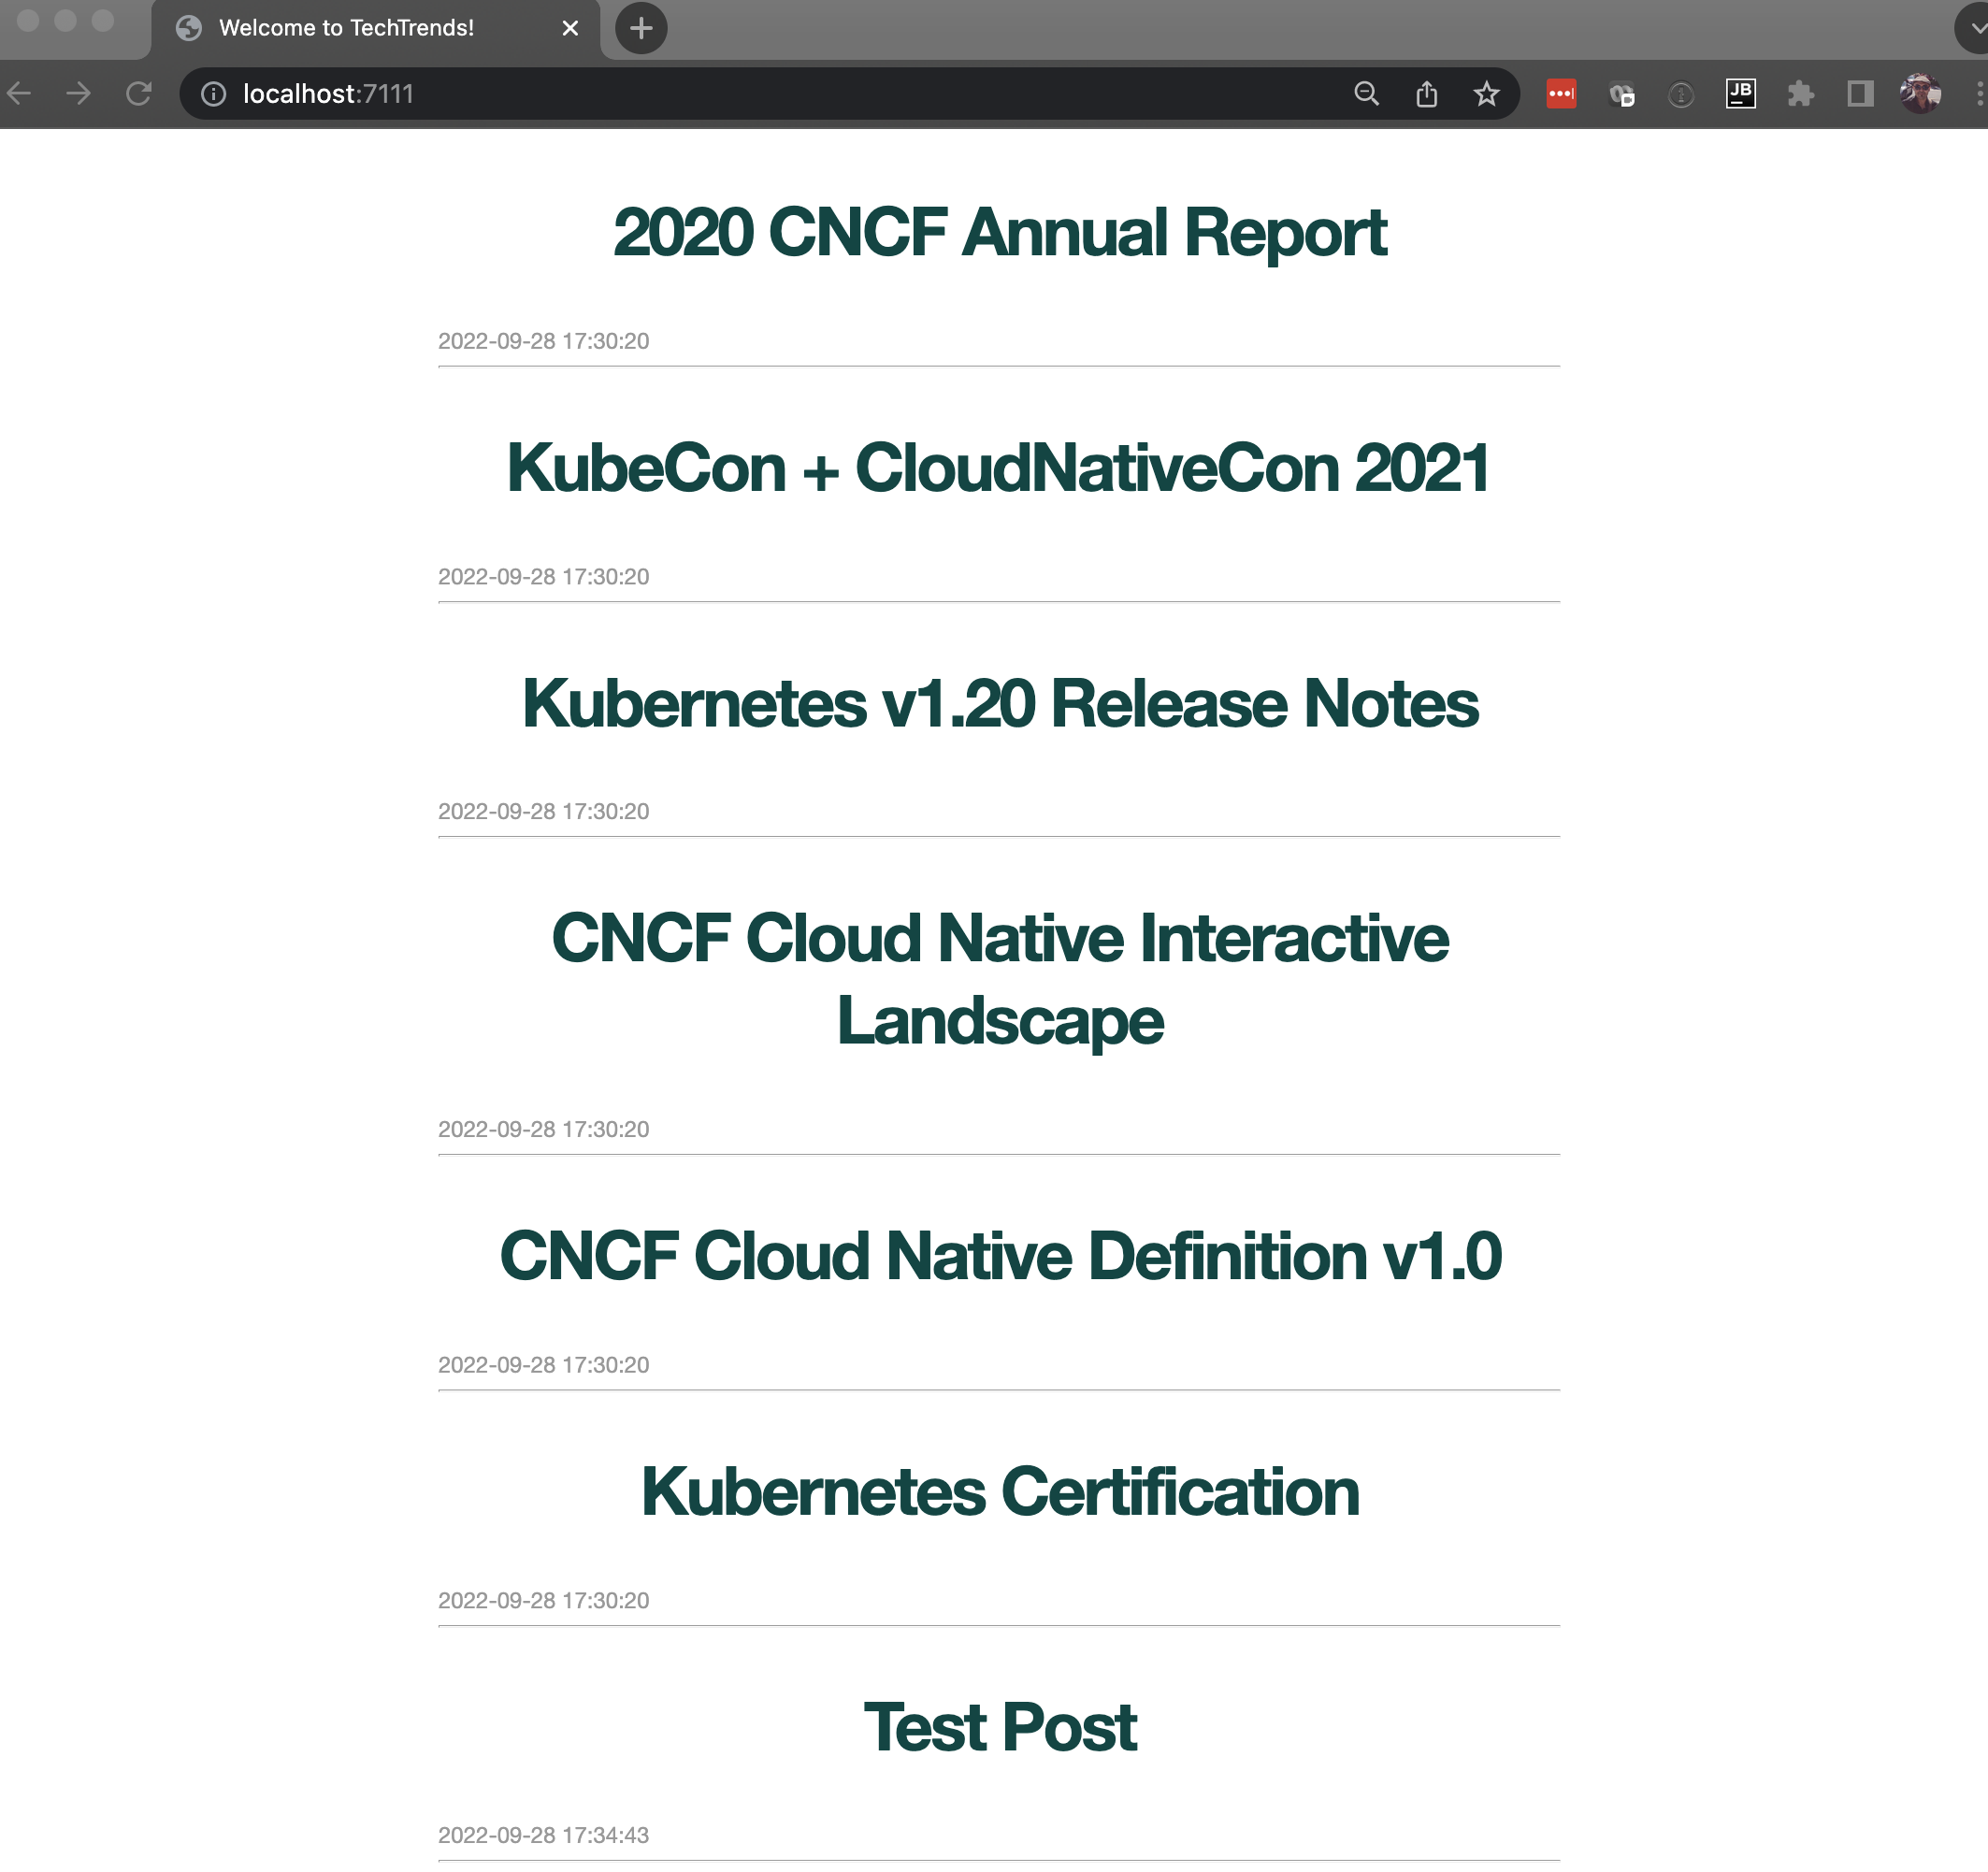 Welcome to TechTrends!
localhost:7111
JB
2020 CNCF Annual Report
2022-09-28 17:30:20
KubeCon + CloudNativeCon 2021
2022-09-28 17:30:20
Kubernetes v1.20 Release Notes
2022-09-28 17:30:20
CNCF Cloud Native Interactive
Landscape
2022-09-28 17:30:20
CNCF Cloud Native Definition v1.0
2022-09-28 17:30:20
Kubernetes Certification
2022-09-28 17:30:20
Test Post
2022-09-28 17:34:43